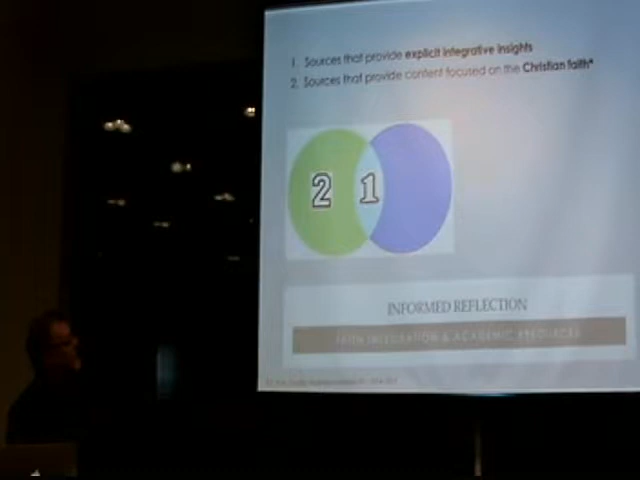 1. Sources that provide explicit integrative insights
2. Sources that provide content focused on the Christian faith*
2 1
INFORMED REFLECTION
FAITH INTEGRATION & ACADEMIC RESOURCES